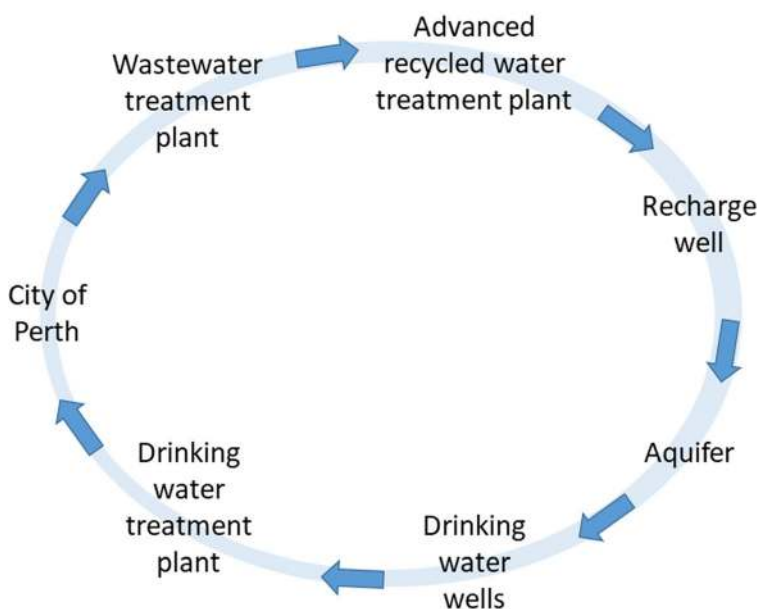 Wastewater
treatment
plant
Advanced
recycled water
treatment plant
Recharge
well
Aquifer
Drinking
water
wells
Drinking
water
treatment
plant
City of
Perth